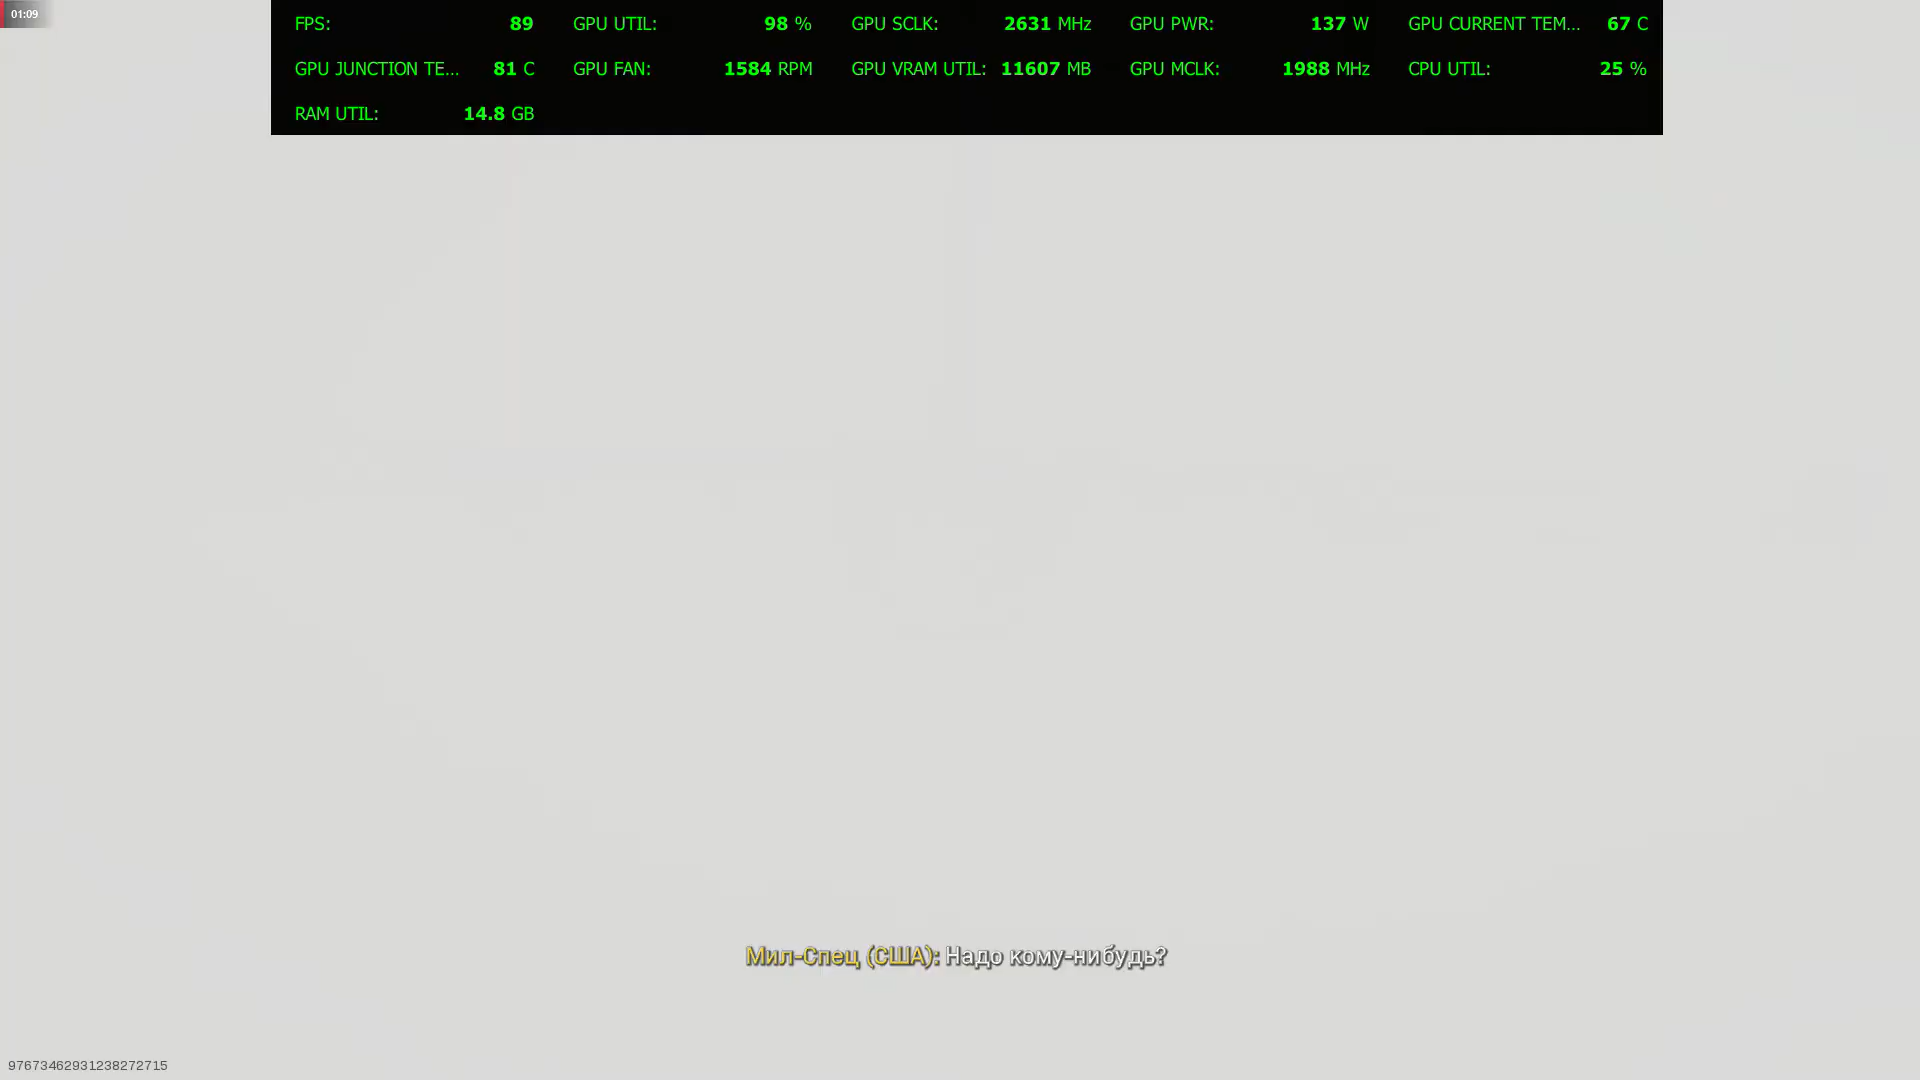 01:09
FPS: 89 GPU UTIL: 98 % GPU SCLK: 2631 MHz GPU PWR: 137 W GPU CURRENT TEM... 67 C
GPU JUNCTION TE... 81 C GPU FAN: 1584 RPM GPU VRAM UTIL: 11607 MB GPU MCLK: 1988 MHz CPU UTIL: 25 %
RAM UTIL: 14.8 GB
Мил-Спец (США): Надо кому-нибудь?
97673462931238272715